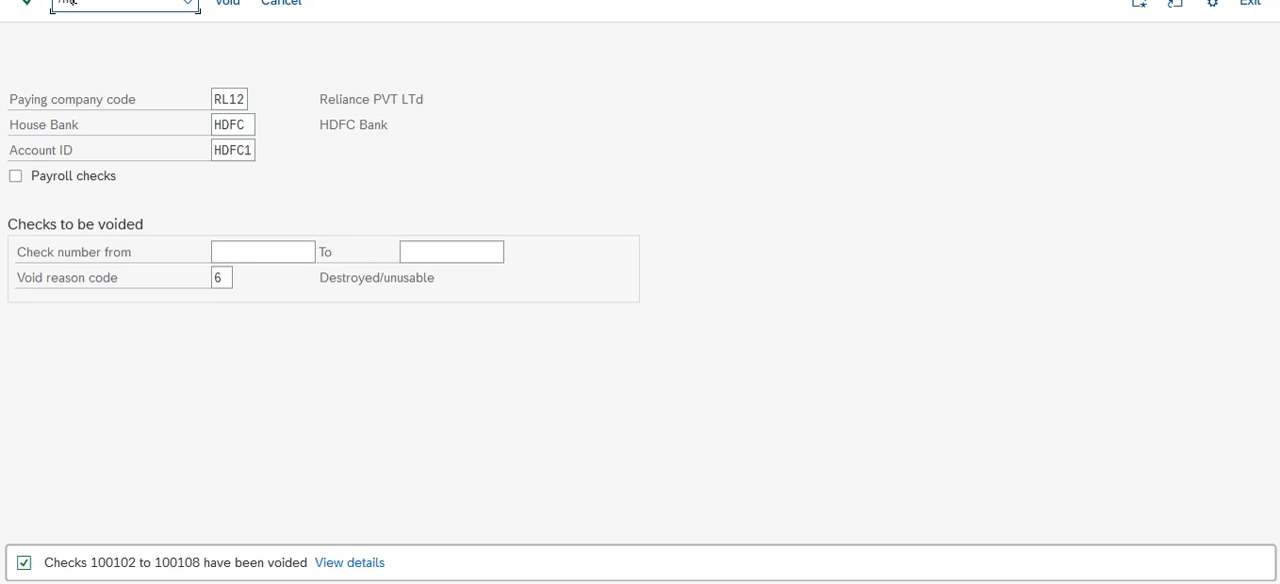 Void Cancel Exit
Paying company code RL12 Reliance PVT LTd
House Bank HDFC HDFC Bank
Account ID HDFC1
Payroll checks
Checks to be voided
Check number from To
Void reason code 6 Destroyed/unusable
Checks 100102 to 100108 have been voided View details